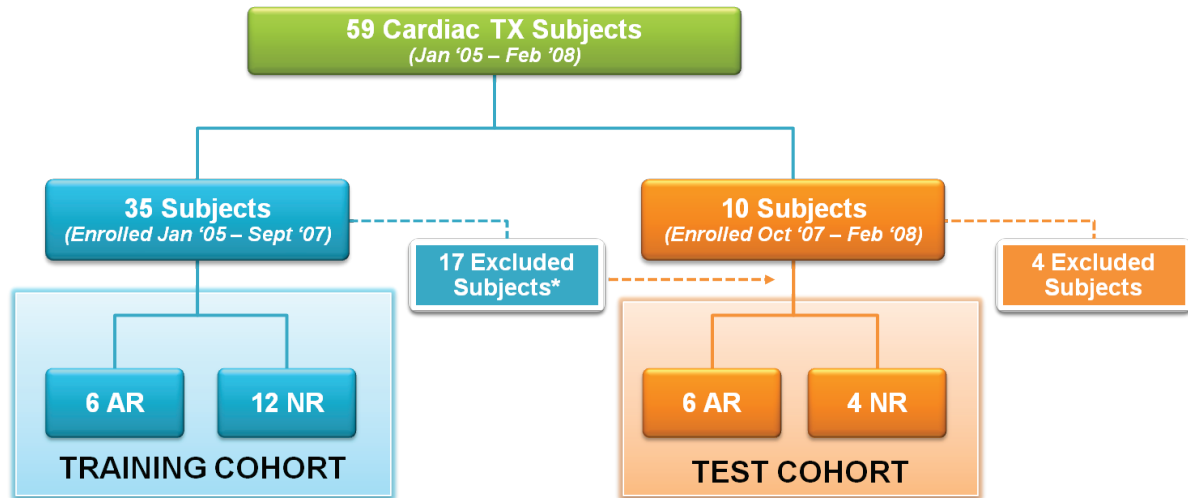 59 Cardiac TX Subjects
(Jan ‘05 – Feb ‘08)
35 Subjects
(Enrolled Jan ‘05 – Sept ‘07)
10 Subjects
(Enrolled Oct ‘07 – Feb ‘08)
17 Excluded
Subjects*
4 Excluded
Subjects
6 AR
12 NR
6 AR
4 NR
TRAINING COHORT
TEST COHORT